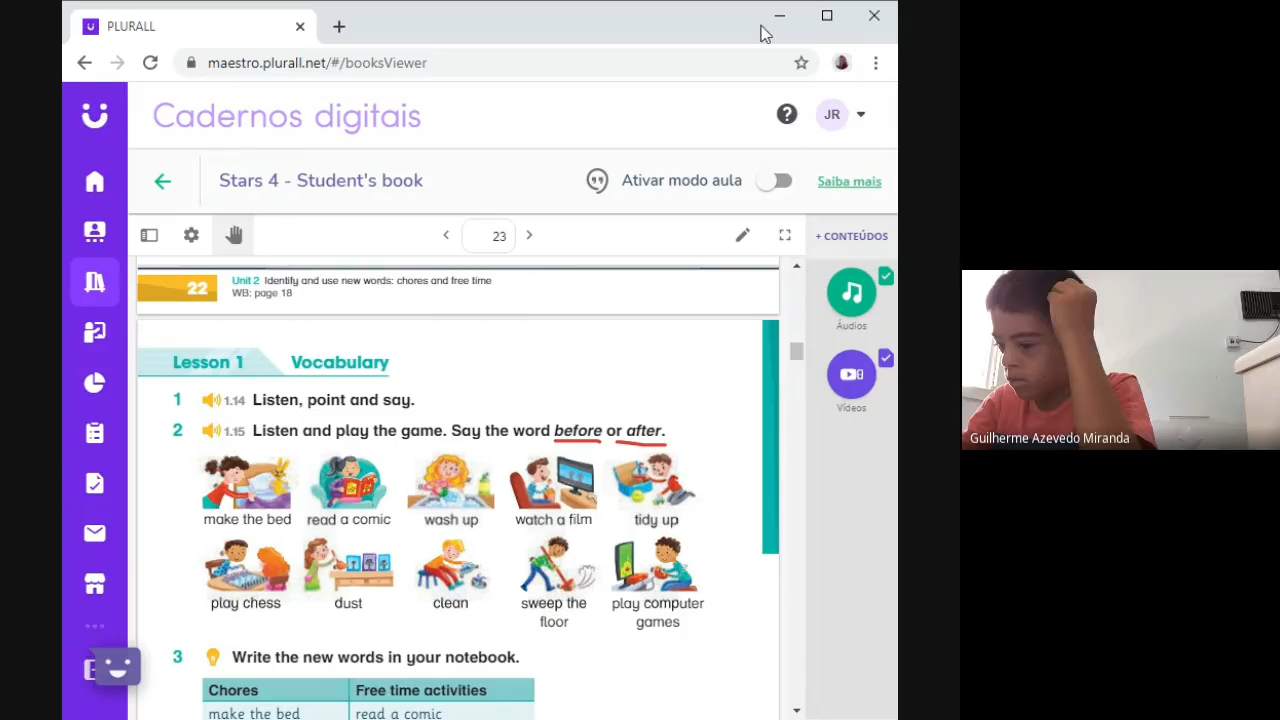 PLURALL
maestro.plurall.net/#/booksViewer
Cadernos digitais
JR
Stars 4 - Student's book
Ativar modo aula
Saiba mais
23
+ CONTEÚDOS
22
Unit 2 Identify and use new words: chores and free time
WB: page 18
Áudios
Lesson 1 Vocabulary
1 1.14 Listen, point and say.
2 1.15 Listen and play the game. Say the word before or after.
Vídeos
Guilherme Azevedo Miranda
make the bed read a comic wash up watch a film tidy up
play chess dust clean sweep the floor play computer games
3 Write the new words in your notebook.
Chores Free time activities
make the bed read a comic